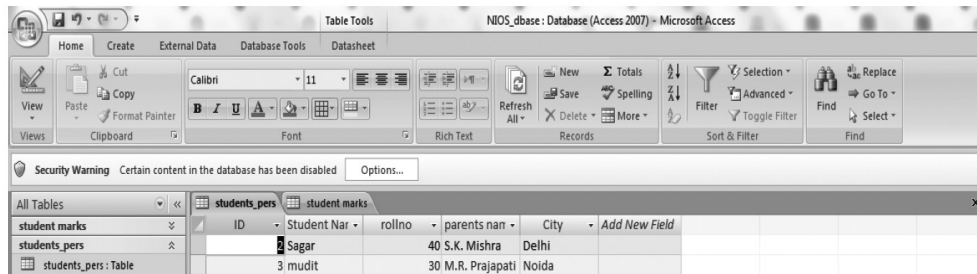 Table Tools NIOS_dbase : Database (Access 2007) - Microsoft Access
Home Create External Data Database Tools Datasheet
View
Views
Paste
Cut
Copy
Format Painter
Clipboard
Calibri 11
B I U A
Font
Rich Text
Refresh All
New
Save
Delete
Σ Totals
Spelling
More
Records
Filter
Selection
Advanced
Toggle Filter
Sort & Filter
Find
Replace
Go To
Select
Find
Security Warning Certain content in the database has been disabled Options...
All Tables students_pers student marks
student marks ID Student Nar rollno parents nam City Add New Field
students_pers 2 Sagar 40 S.K. Mishra Delhi
students_pers : Table 3 mudit 30 M.R. Prajapati Noida